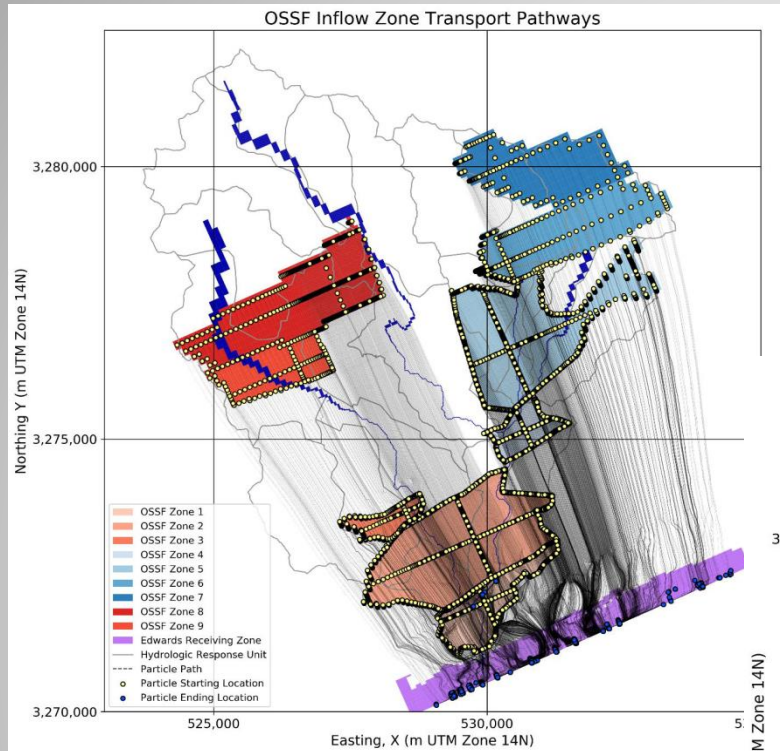 OSSF Inflow Zone Transport Pathways
3,280,000
3,275,000
3,270,000
Northing Y (m UTM Zone 14N)
OSSF Zone 1
OSSF Zone 2
OSSF Zone 3
OSSF Zone 4
OSSF Zone 5
OSSF Zone 6
OSSF Zone 7
OSSF Zone 8
OSSF Zone 9
Edwards Receiving Zone
Hydrologic Response Unit
Particle Path
Particle Starting Location
Particle Ending Location
525,000
530,000
53
Easting, X (m UTM Zone 14N)
3
M Zone 14N)